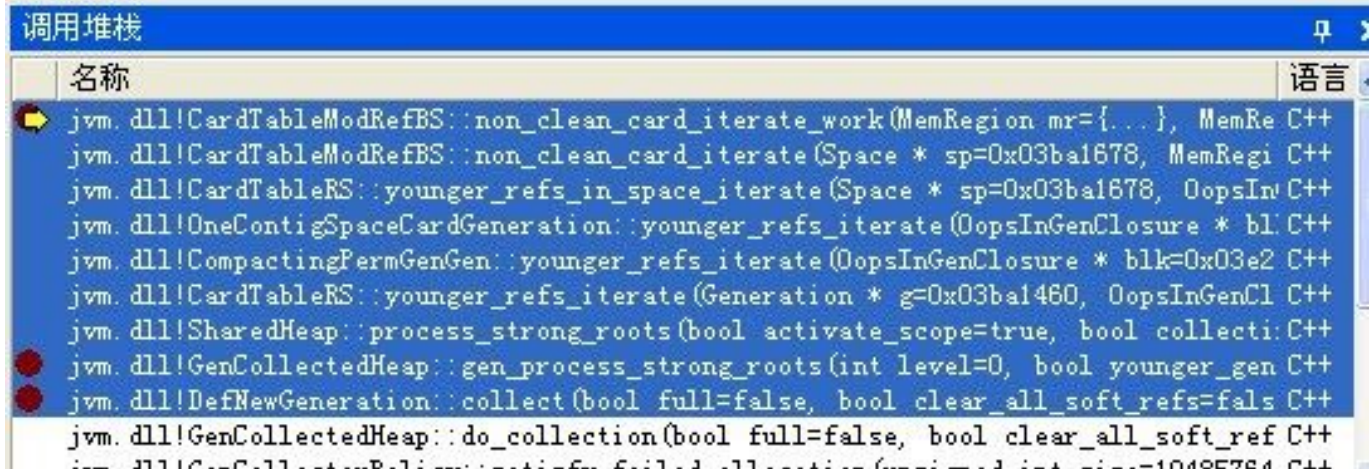 调用堆栈
名称 语言
jvm.dll!CardTableModRefBS::non_clean_card_iterate_work(MemRegion mr={...}, MemRe C++
jvm.dll!CardTableModRefBS::non_clean_card_iterate(Space * sp=0x03ba1678, MemRegi C++
jvm.dll!CardTableRS::younger_refs_in_space_iterate(Space * sp=0x03ba1678, OopsIn C++
jvm.dll!OneContigSpaceCardGeneration::younger_refs_iterate(OopsInGenClosure * bl C++
jvm.dll!CompactingPermGenGen::younger_refs_iterate(OopsInGenClosure * blk=0x03e2 C++
jvm.dll!CardTableRS::younger_refs_iterate(Generation * g=0x03ba1460, OopsInGenCl C++
jvm.dll!SharedHeap::process_strong_roots(bool activate_scope=true, bool collecti C++
jvm.dll!GenCollectedHeap::gen_process_strong_roots(int level=0, bool younger_gen C++
jvm.dll!DefNewGeneration::collect(bool full=false, bool clear_all_soft_refs=fals C++
jvm.dll!GenCollectedHeap::do_collection(bool full=false, bool clear_all_soft_ref C++